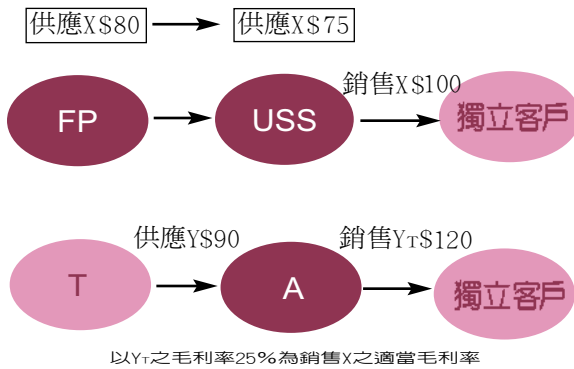 供應X$80 供應X$75
銷售X$100
FP USS 獨立客戶
供應Y$90 銷售YT$120
T A 獨立客戶
以YT之毛利率25%為銷售X之適當毛利率